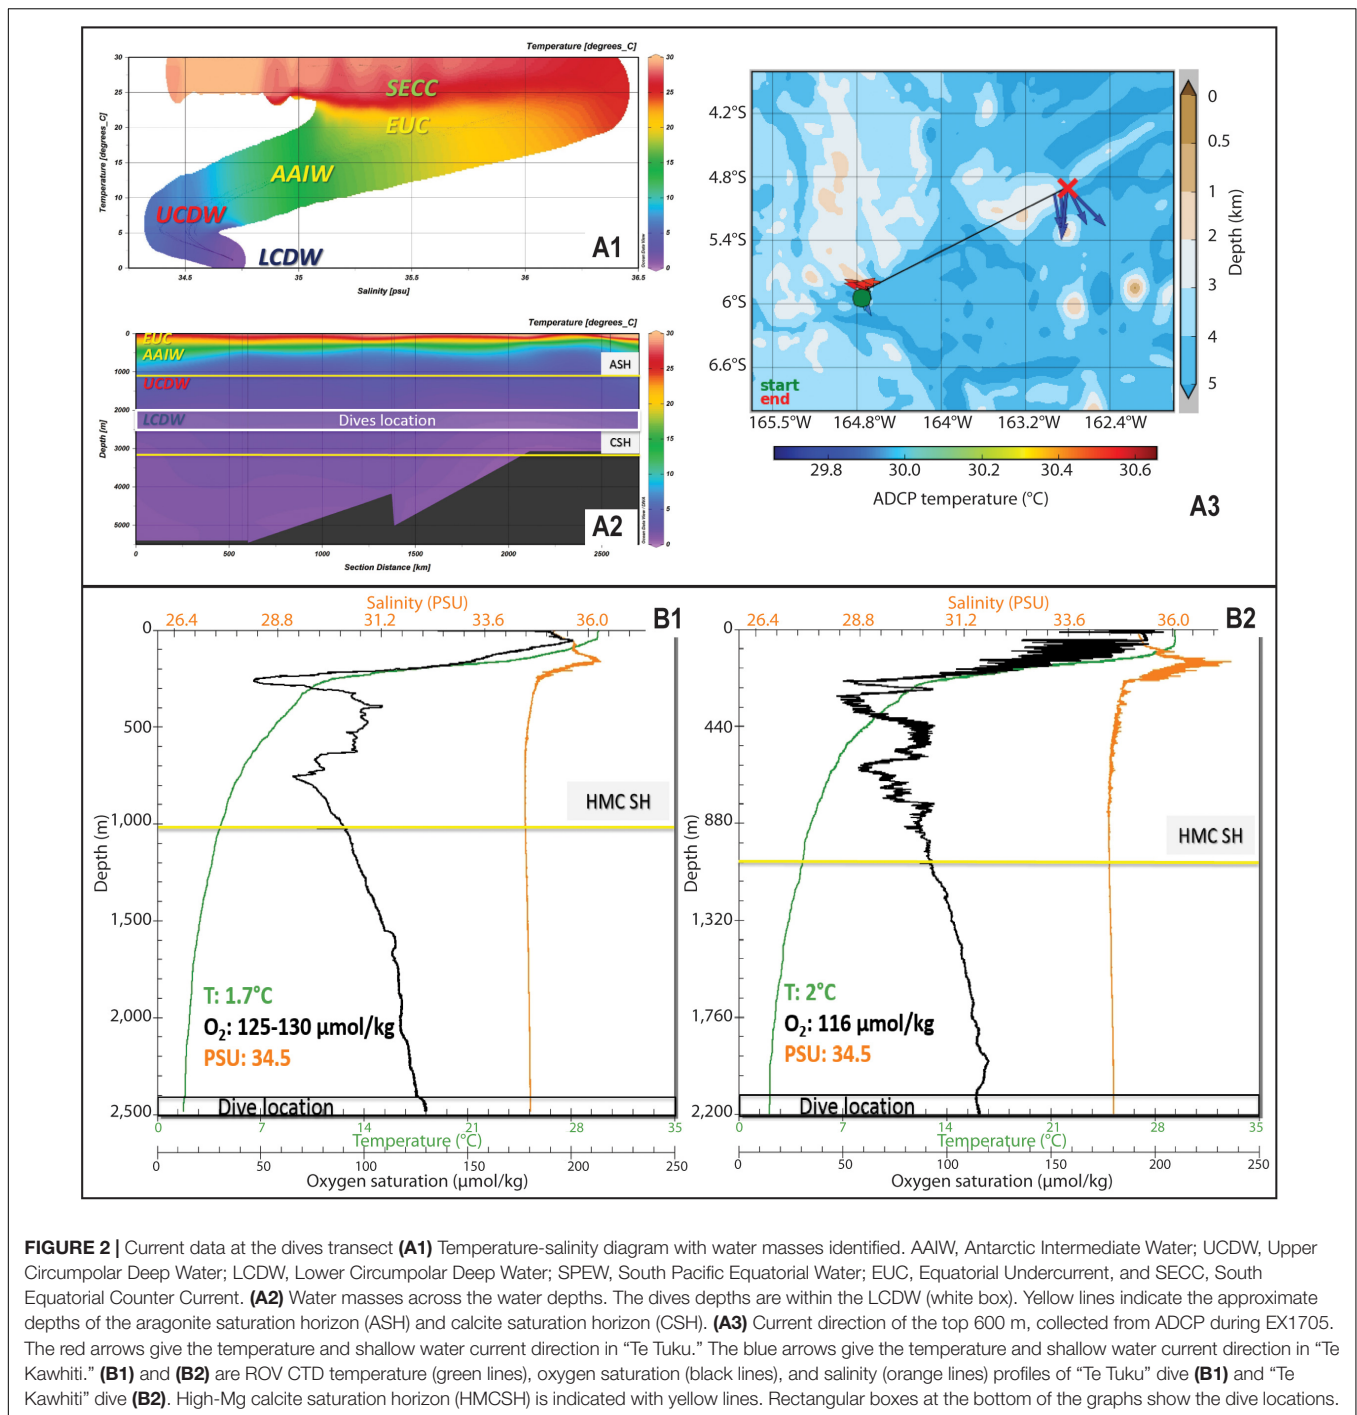 Temperature [degrees_C]
30
25
20
15
10
5
0
Temperature [degrees_C]
SECC
EUC
AAIW
UCDW
LCDW
A1
30
25
20
15
10
5
0
Ocean Data View
34.5
35
35.5
36
36.5
Salinity [psu]
Temperature [degrees_C]
0
1000
2000
3000
4000
5000
Depth [m]
EUC
AAIW
UCDW
LCDW
ASH
Dives location
CSH
A2
30
25
20
15
10
5
0
0
500
1000
1500
2000
2500
Section Distance [km]
4.2°S
4.8°S
5.4°S
6°S
6.6°S
start
end
165.5°W
164.8°W
164°W
163.2°W
162.4°W
0
0.5
1
2
3
4
5
Depth (km)
29.8
30.0
30.2
30.4
30.6
ADCP temperature (°C)
A3
Salinity (PSU)
26.4
28.8
31.2
33.6
36.0
B1
0
500
1,000
1,500
2,000
2,500
Depth (m)
HMC SH
T: 1.7°C
O₂: 125-130 µmol/kg
PSU: 34.5
Dive location
0
7
14
21
28
35
Temperature (°C)
0
50
100
150
200
250
Oxygen saturation (µmol/kg)
Salinity (PSU)
26.4
28.8
31.2
33.6
36.0
B2
0
440
880
1,320
1,760
2,200
Depth (m)
HMC SH
T: 2°C
O₂: 116 µmol/kg
PSU: 34.5
Dive location
0
7
14
21
28
35
Temperature (°C)
0
50
100
150
200
250
Oxygen saturation (µmol/kg)
FIGURE 2 | Current data at the dives transect (A1) Temperature-salinity diagram with water masses identified. AAIW, Antarctic Intermediate Water; UCDW, Upper
Circumpolar Deep Water; LCDW, Lower Circumpolar Deep Water; SPEW, South Pacific Equatorial Water; EUC, Equatorial Undercurrent, and SECC, South
Equatorial Counter Current. (A2) Water masses across the water depths. The dives depths are within the LCDW (white box). Yellow lines indicate the approximate
depths of the aragonite saturation horizon (ASH) and calcite saturation horizon (CSH). (A3) Current direction of the top 600 m, collected from ADCP during EX1705.
The red arrows give the temperature and shallow water current direction in “Te Tuku.” The blue arrows give the temperature and shallow water current direction in “Te
Kawhiti.” (B1) and (B2) are ROV CTD temperature (green lines), oxygen saturation (black lines), and salinity (orange lines) profiles of “Te Tuku” dive (B1) and “Te
Kawhiti” dive (B2). High-Mg calcite saturation horizon (HMCSH) is indicated with yellow lines. Rectangular boxes at the bottom of the graphs show the dive locations.